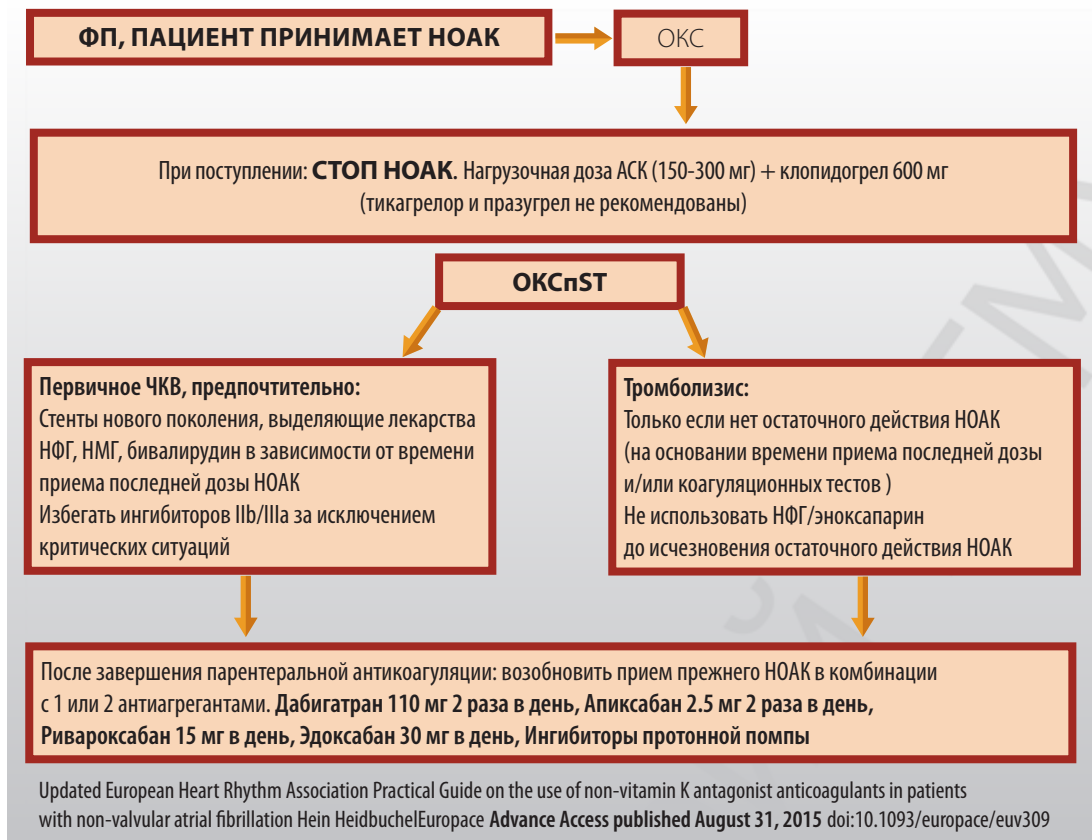 ФП, ПАЦИЕНТ ПРИНИМАЕТ НОАК
ОКС
При поступлении: СТОП НОАК. Нагрузочная доза АСК (150-300 мг) + клопидогрел 600 мг
(тикагрелор и празугрел не рекомендованы)
ОКСпST
Первичное ЧКВ, предпочтительно:
Стенты нового поколения, выделяющие лекарства
НФГ, НМГ, бивалирудин в зависимости от времени
приема последней дозы НОАК
Избегать ингибиторов IIb/IIIa за исключением
критических ситуаций
Тромболизис:
Только если нет остаточного действия НОАК
(на основании времени приема последней дозы
и/или коагуляционных тестов )
Не использовать НФГ/эноксапарин
до исчезновения остаточного действия НОАК
После завершения парентеральной антикоагуляции: возобновить прием прежнего НОАК в комбинации
с 1 или 2 антиагрегантами. Дабигатран 110 мг 2 раза в день, Апиксабан 2.5 мг 2 раза в день,
Ривароксабан 15 мг в день, Эдоксабан 30 мг в день, Ингибиторы протонной помпы
Updated European Heart Rhythm Association Practical Guide on the use of non-vitamin K antagonist anticoagulants in patients
with non-valvular atrial fibrillation Hein HeidbuchelEuropace Advance Access published August 31, 2015 doi:10.1093/europace/euv309